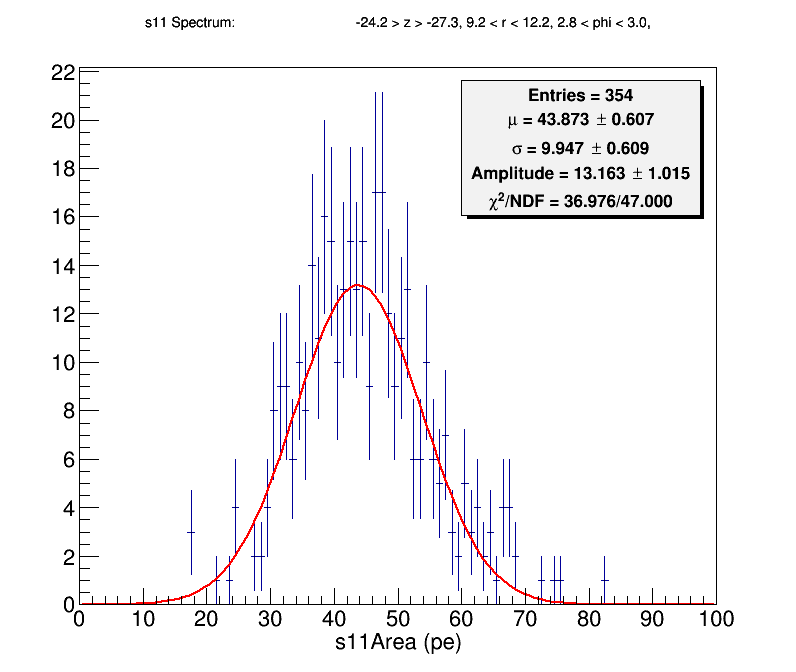 s11 Spectrum: -24.2 > z > -27.3, 9.2 < r < 12.2, 2.8 < phi < 3.0,
Entries = 354
μ = 43.873 ± 0.607
σ = 9.947 ± 0.609
Amplitude = 13.163 ± 1.015
χ²/NDF = 36.976/47.000
22
20
18
16
14
12
10
8
6
4
2
0
0 10 20 30 40 50 60 70 80 90 100
s11Area (pe)